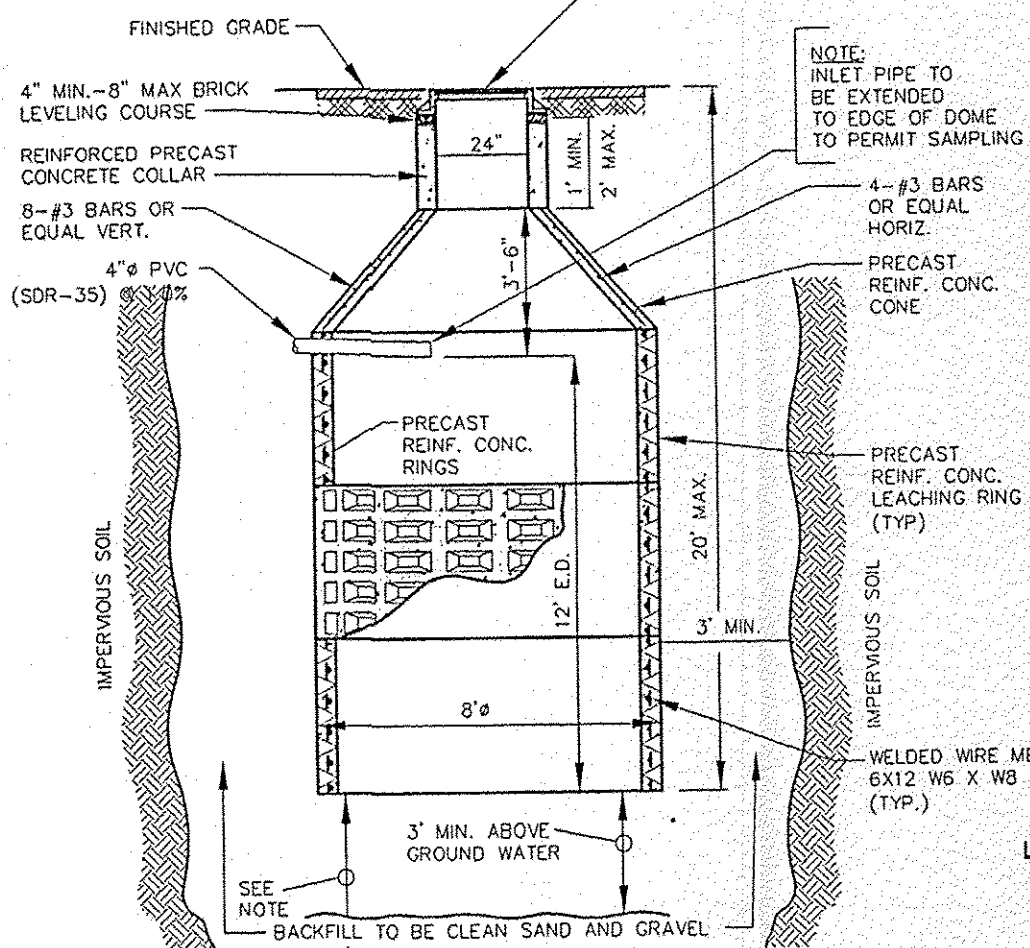 FINISHED GRADE
4" MIN.-8" MAX BRICK
LEVELING COURSE
REINFORCED PRECAST
CONCRETE COLLAR
8-#3 BARS OR
EQUAL VERT.
4"ø PVC
(SDR-35) @
24"
1' MIN.
2' MAX.
3'-6"
NOTE:
INLET PIPE TO
BE EXTENDED
TO EDGE OF DOME
TO PERMIT SAMPLING
4-#3 BARS
OR EQUAL
HORIZ.
PRECAST
REINF. CONC.
CONE
PRECAST
REINF. CONC.
RINGS
PRECAST
REINF. CONC.
LEACHING RING
(TYP)
20' MAX.
12' E.D.
IMPERVIOUS SOIL
3' MIN.
IMPERVIOUS SOIL
8'ø
WELDED WIRE ME
6X12 W6 X W8
(TYP.)
3' MIN. ABOVE
GROUND WATER
L
SEE
NOTE
BACKFILL TO BE CLEAN SAND AND GRAVEL